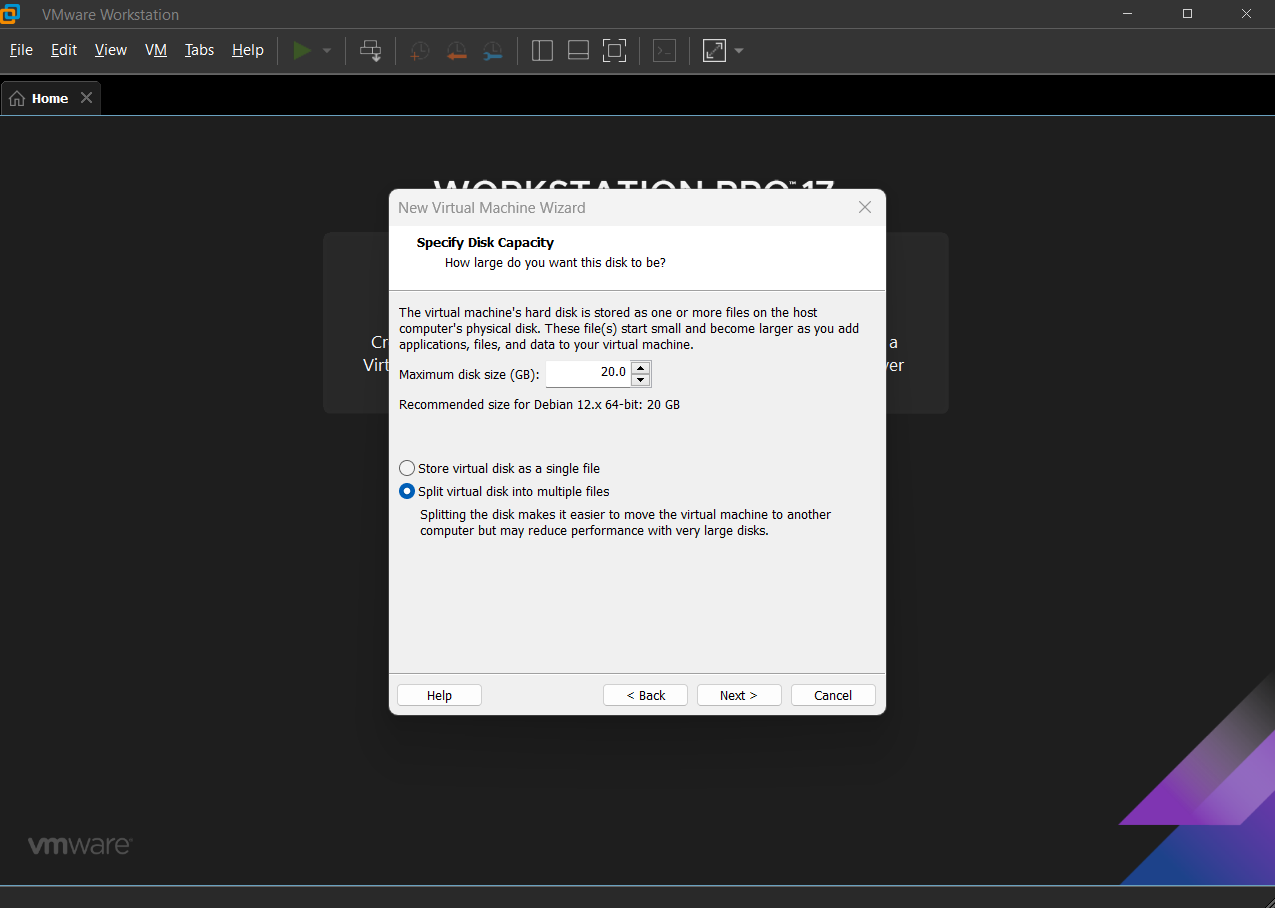 VMware Workstation
File Edit View VM Tabs Help
Home
WORKSTATION PRO™ 17
New Virtual Machine Wizard
Specify Disk Capacity
How large do you want this disk to be?
The virtual machine's hard disk is stored as one or more files on the host
computer's physical disk. These file(s) start small and become larger as you add
applications, files, and data to your virtual machine.
Cr
a
Virt
ver
Maximum disk size (GB): 20.0
Recommended size for Debian 12.x 64-bit: 20 GB
Store virtual disk as a single file
Split virtual disk into multiple files
Splitting the disk makes it easier to move the virtual machine to another
computer but may reduce performance with very large disks.
Help < Back Next > Cancel
vmware